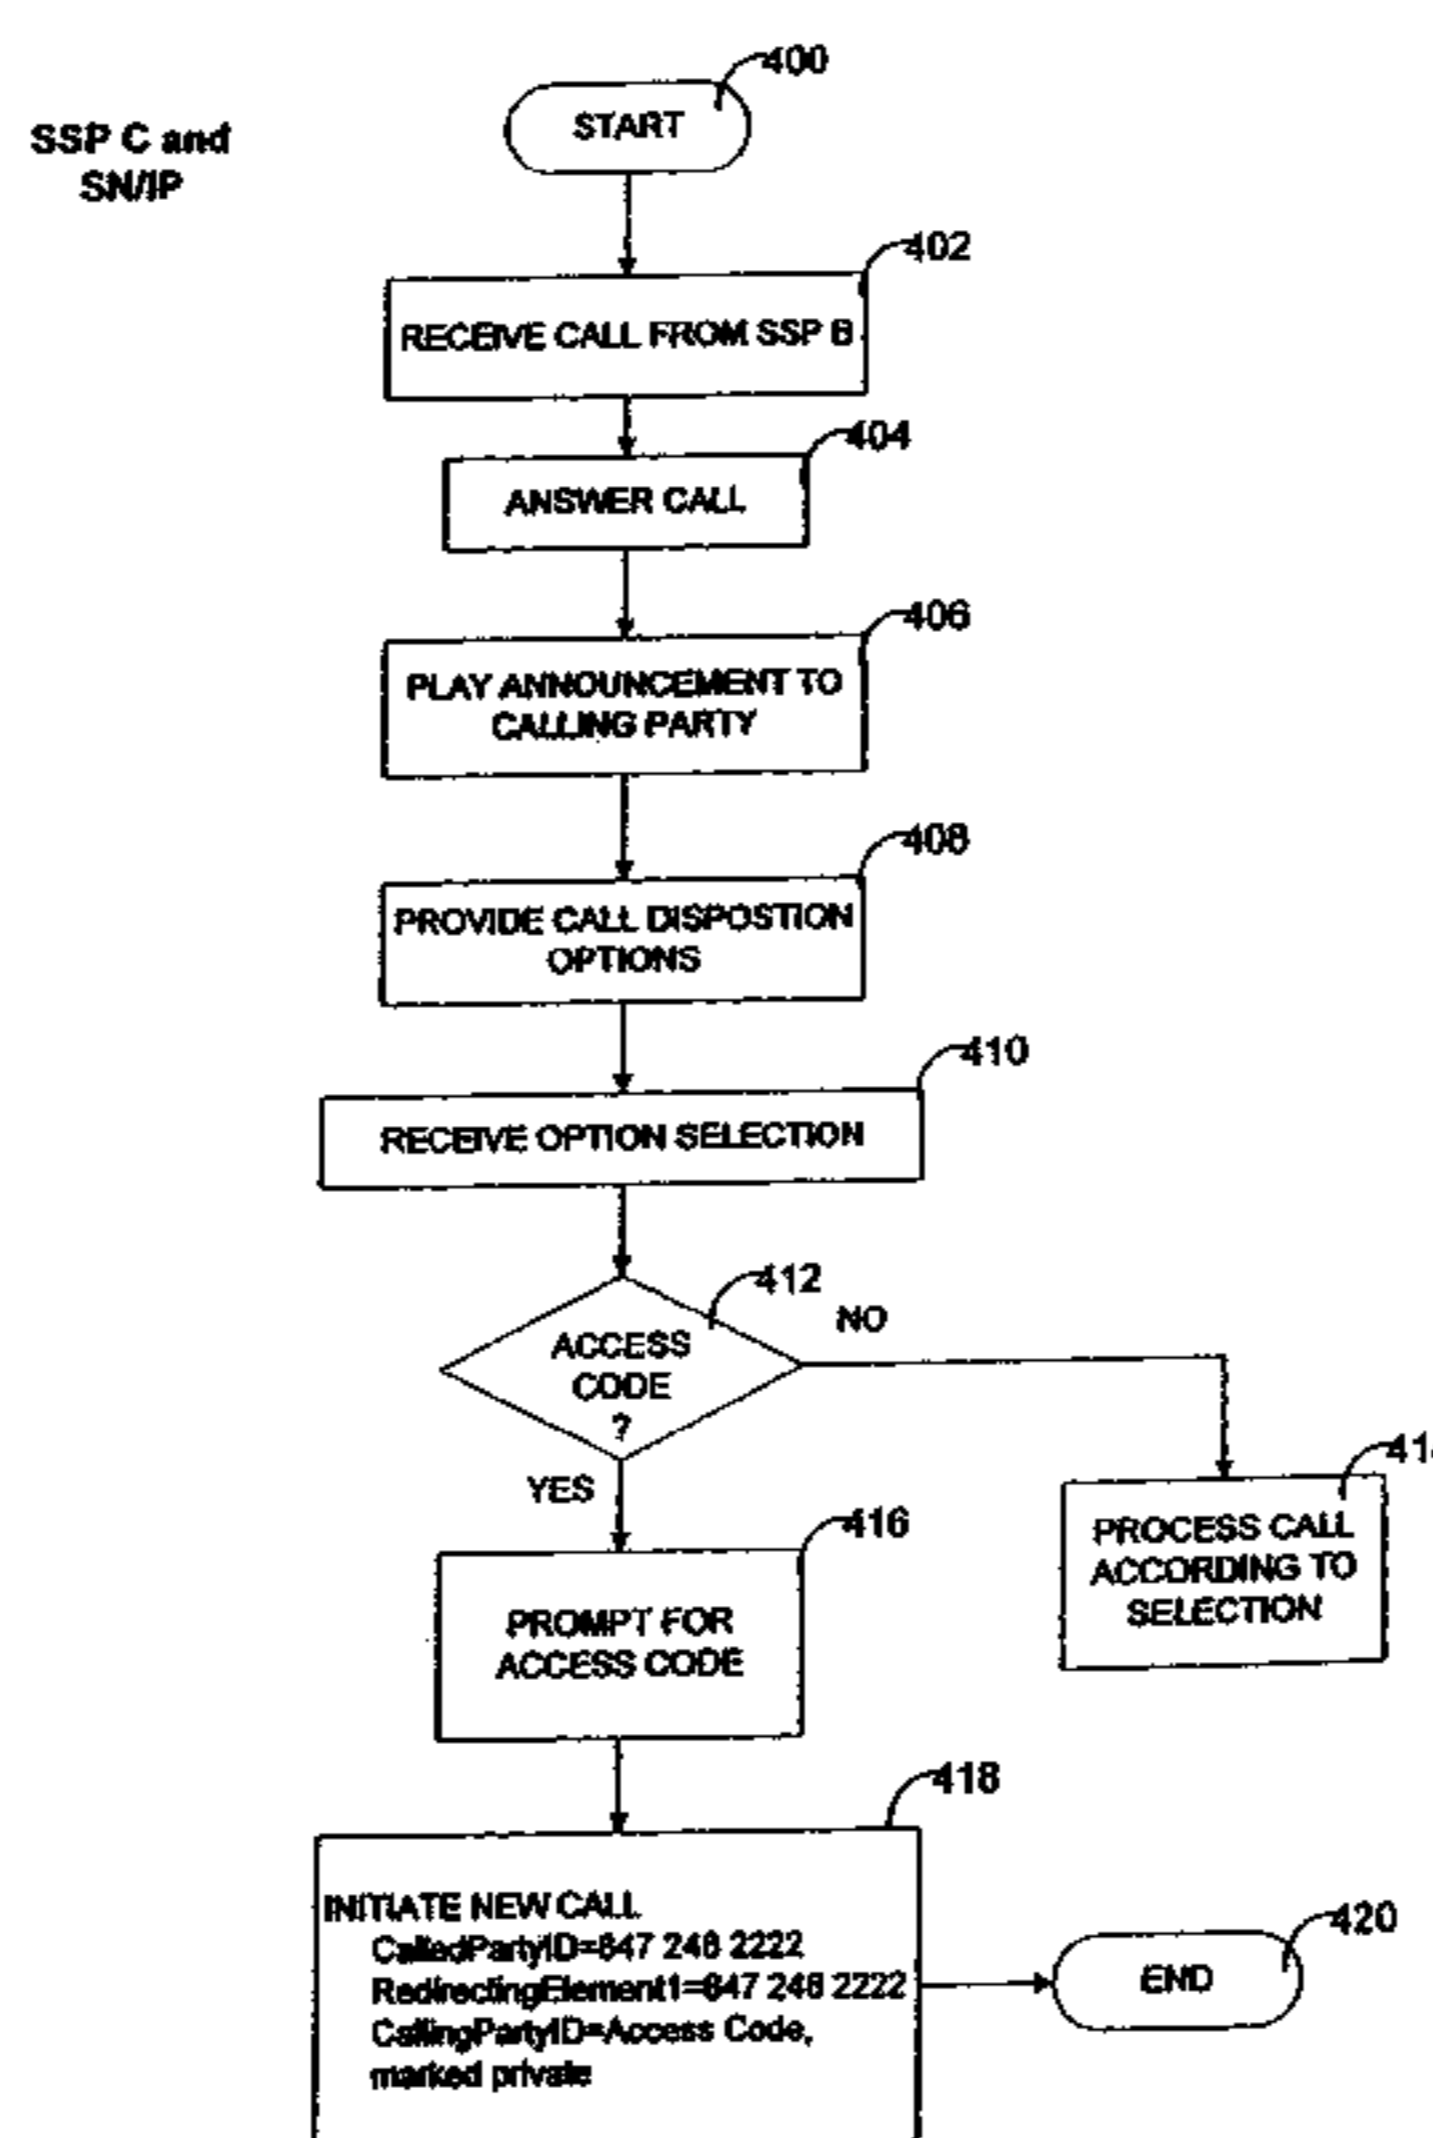 400
START
SSP C and
SN/IP
402
RECEIVE CALL FROM SSP B
404
ANSWER CALL
406
PLAY ANNOUNCEMENT TO
CALLING PARTY
408
PROVIDE CALL DISPOSTION
OPTIONS
410
RECEIVE OPTION SELECTION
412
NO
ACCESS
CODE
?
YES
416
PROMPT FOR
ACCESS CODE
PROCESS CALL
ACCORDING TO
SELECTION
418
INITIATE NEW CALL
CalledPartyID=847 248 2222
RedirectingElement1=847 248 2222
CallingPartyID=Access Code,
marked private
420
END